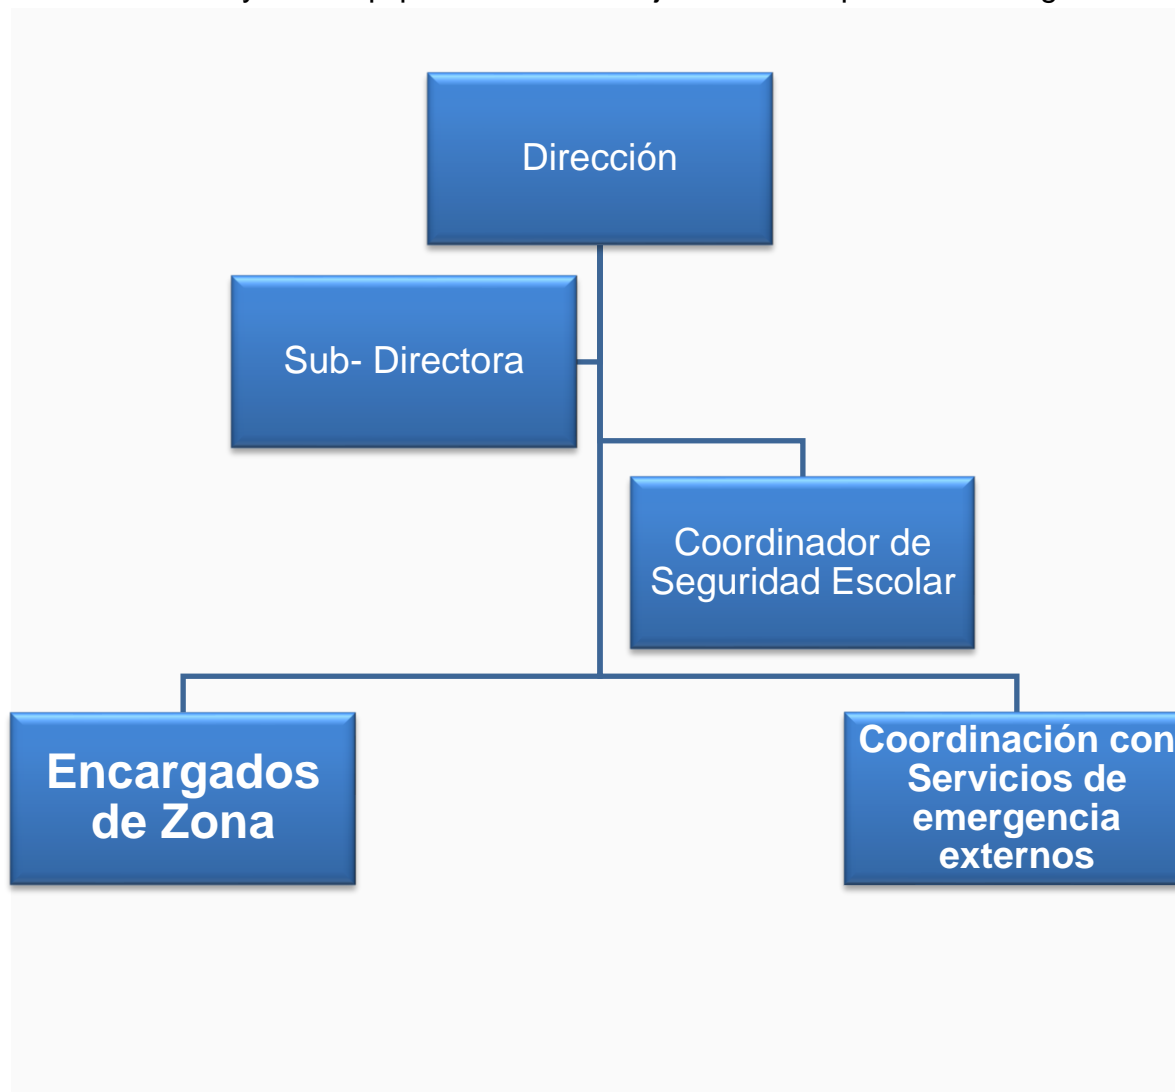 Dirección
Sub- Directora
Coordinador de
Seguridad Escolar
Encargados
de Zona
Coordinación con
Servicios de
emergencia
externos